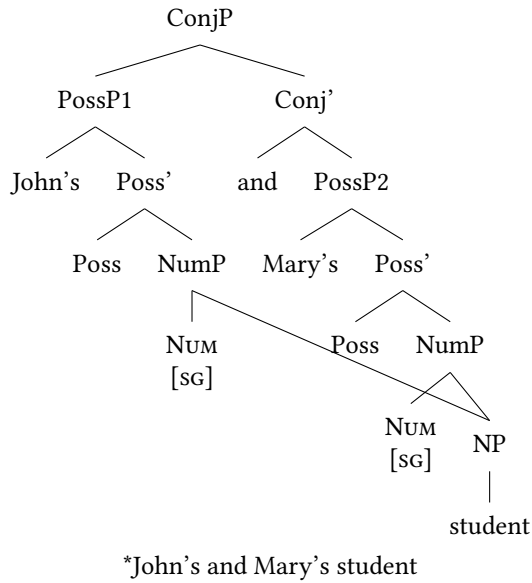 ConjP
PossP1 Conj’
John’s Poss’ and PossP2
Poss NumP Mary’s Poss’
Num Poss NumP
[sg]
Num NP
[sg]
student
*John’s and Mary’s student